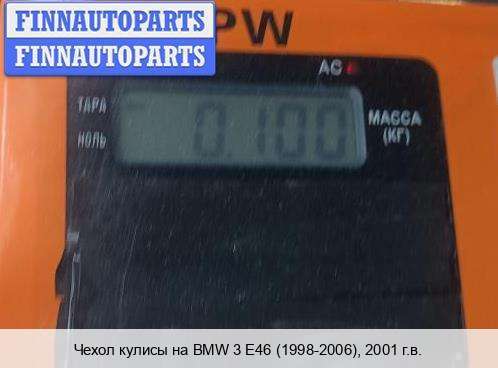 FINNAUTOPARTS
FINNAUTOPARTS
PW
AC
ТАРА
НОЛЬ
0.100
МАССА
(КГ)
Чехол кулисы на BMW 3 E46 (1998-2006), 2001 г.в.